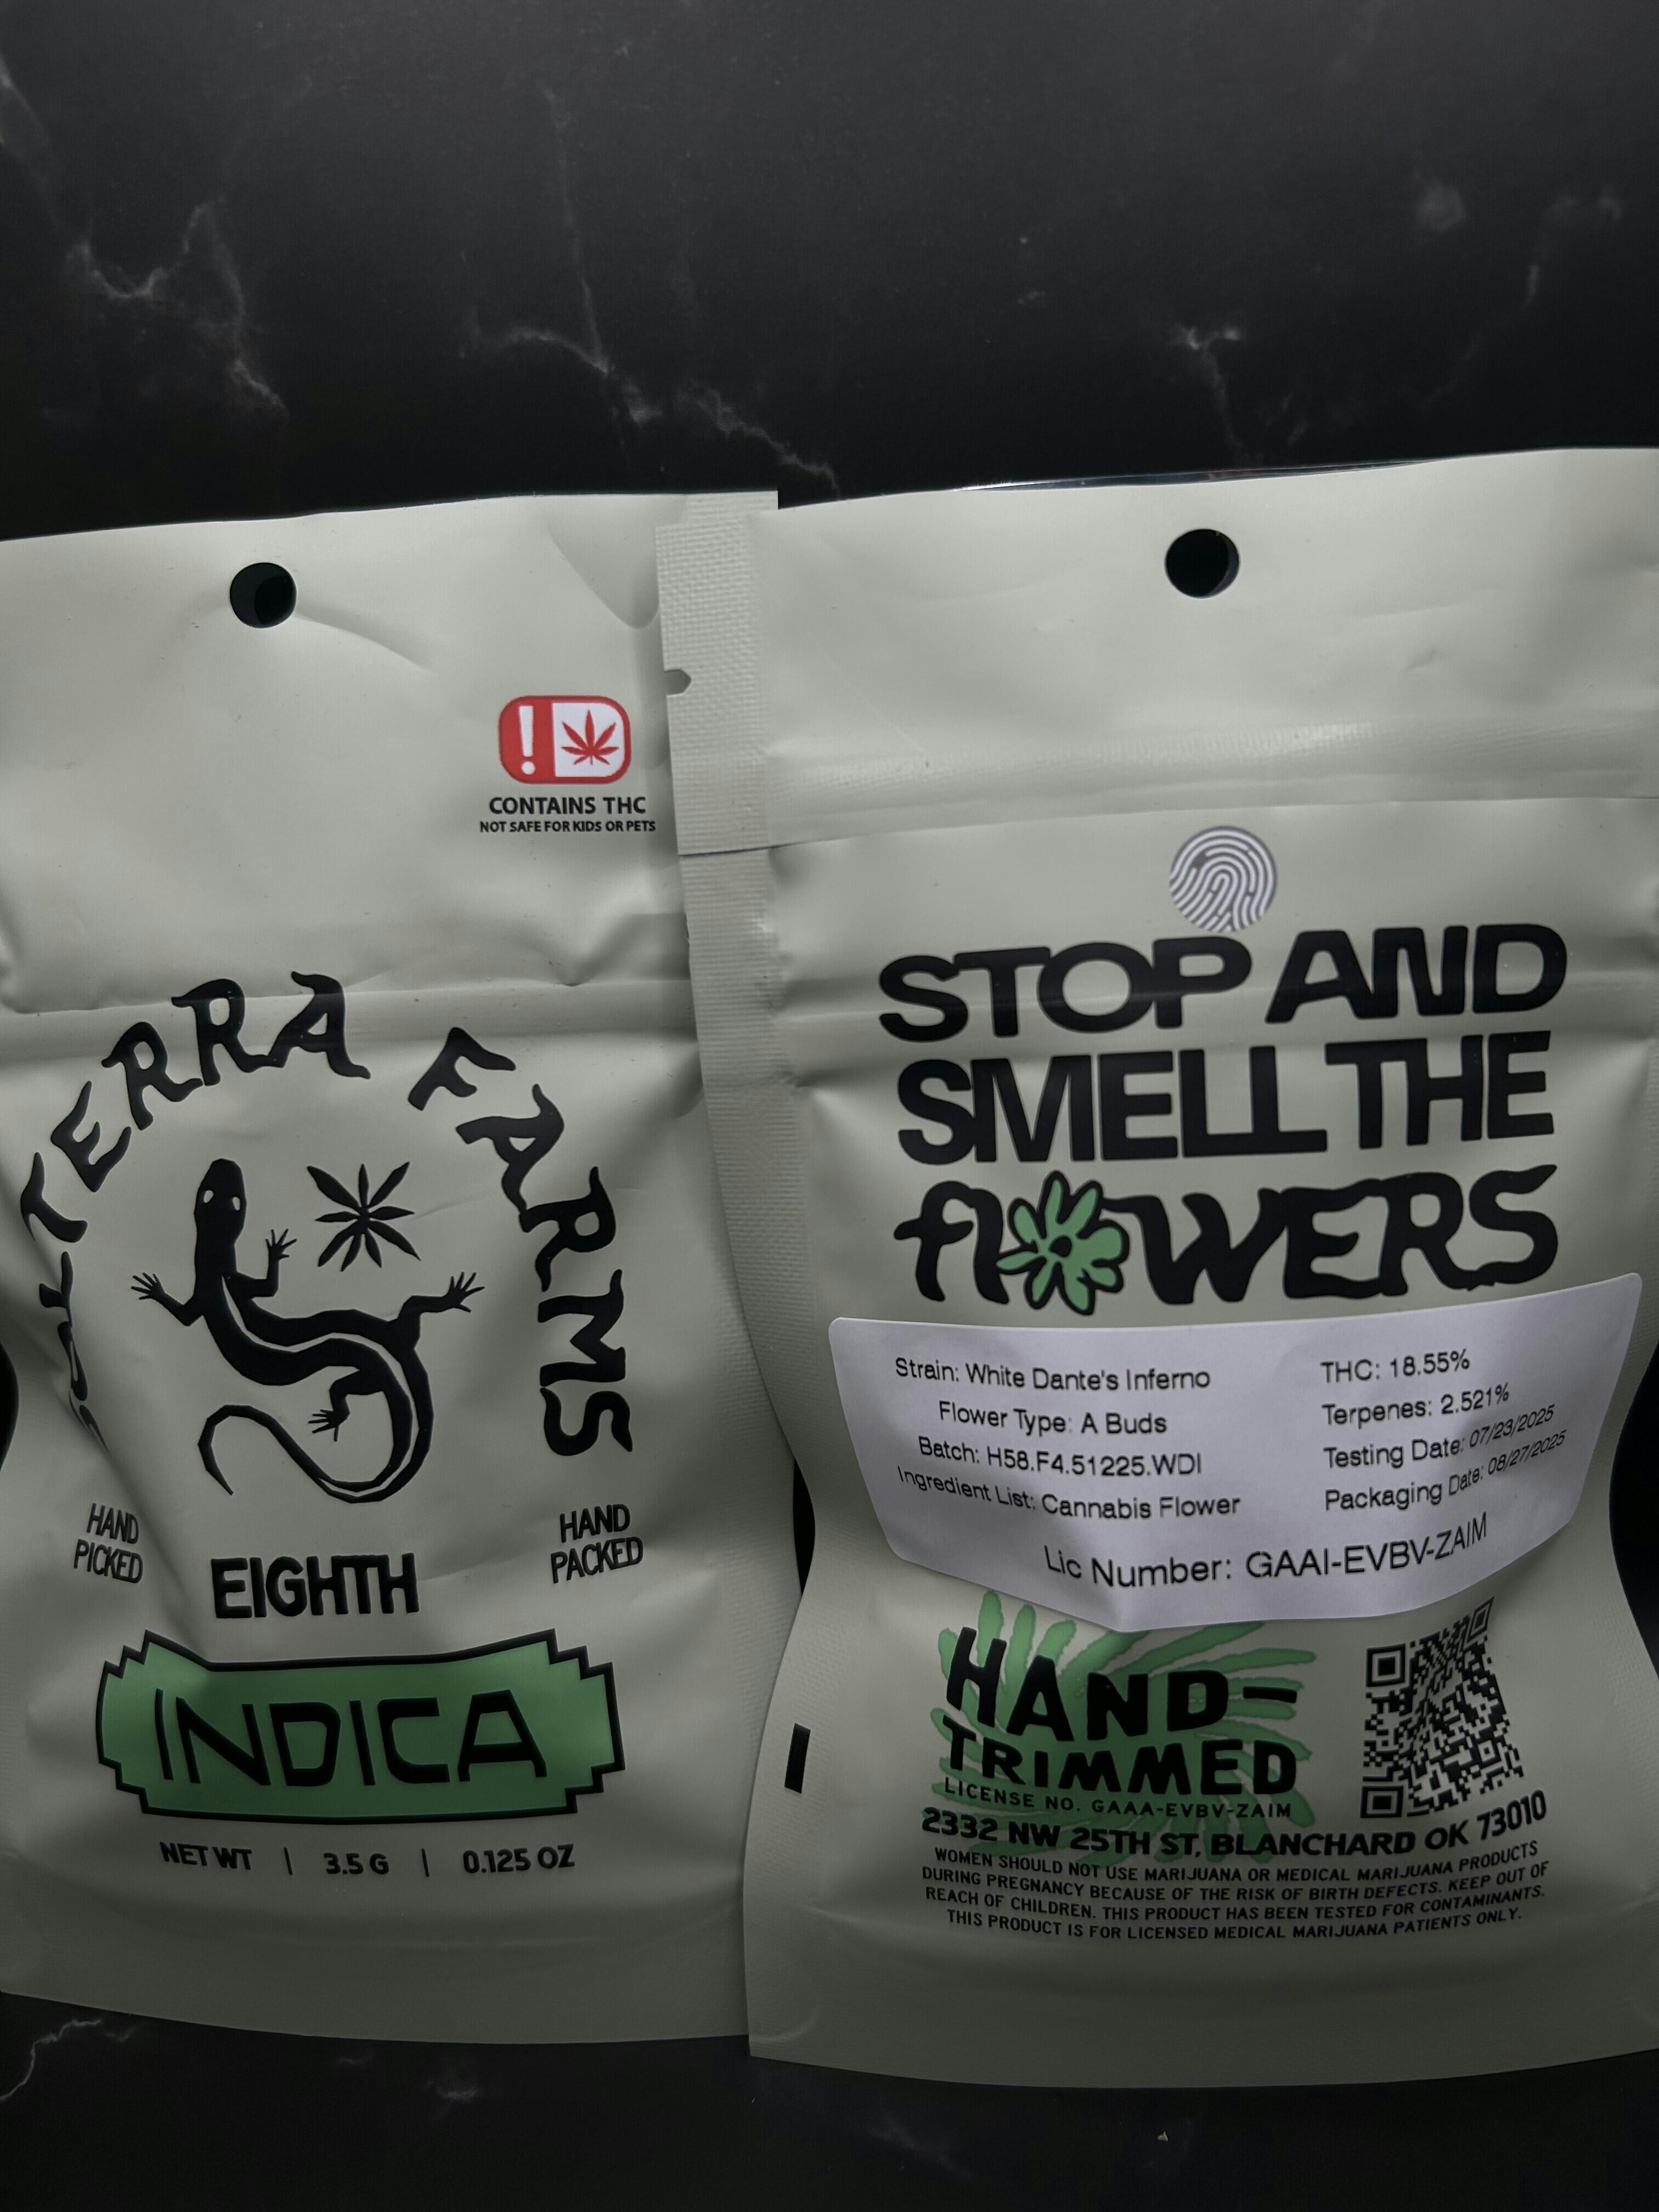 CONTAINS THC
NOT SAFE FOR KIDS OR PETS
TERRA FARMS
HAND
PICKED
HAND
PACKED
EIGHTH
INDICA
NET WT | 3.5 G | 0.125 OZ
STOP AND
SMELL THE
flOWERS
Strain: White Dante's Inferno
THC: 18.55%
Flower Type: A Buds
Terpenes: 2.521%
Batch: H58.F4.51225.WDI
Testing Date: 07/23/2025
Ingredient List: Cannabis Flower
Packaging Date: 08/27/2025
Lic Number: GAAI-EVBV-ZAIM
HAND-
TRIMMED
LICENSE NO. GAAA-EVBV-ZAIM
2332 NW 25TH ST, BLANCHARD OK 73010
WOMEN SHOULD NOT USE MARIJUANA OR MEDICAL MARIJUANA PRODUCTS
DURING PREGNANCY BECAUSE OF THE RISK OF BIRTH DEFECTS. KEEP OUT OF
REACH OF CHILDREN. THIS PRODUCT HAS BEEN TESTED FOR CONTAMINANTS.
THIS PRODUCT IS FOR LICENSED MEDICAL MARIJUANA PATIENTS ONLY.